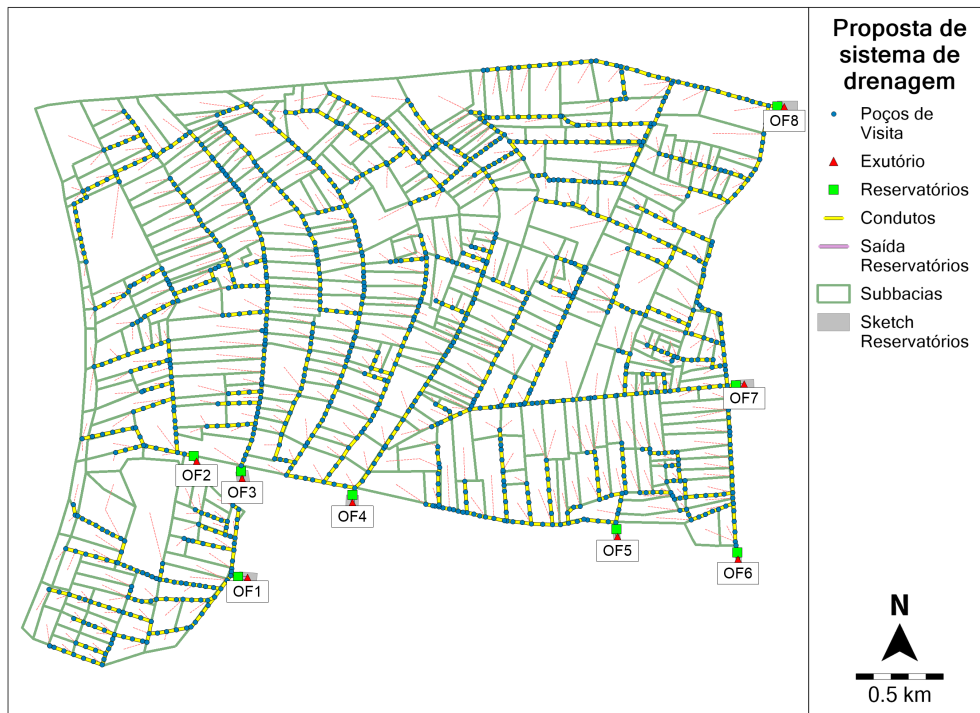 Proposta de
sistema de
drenagem
Poços de
Visita
Exutório
Reservatórios
Condutos
Saída
Reservatórios
Subbacias
Sketch
Reservatórios
OF8
OF7
OF2
OF3
OF4
OF5
OF6
OF1
N
0.5 km